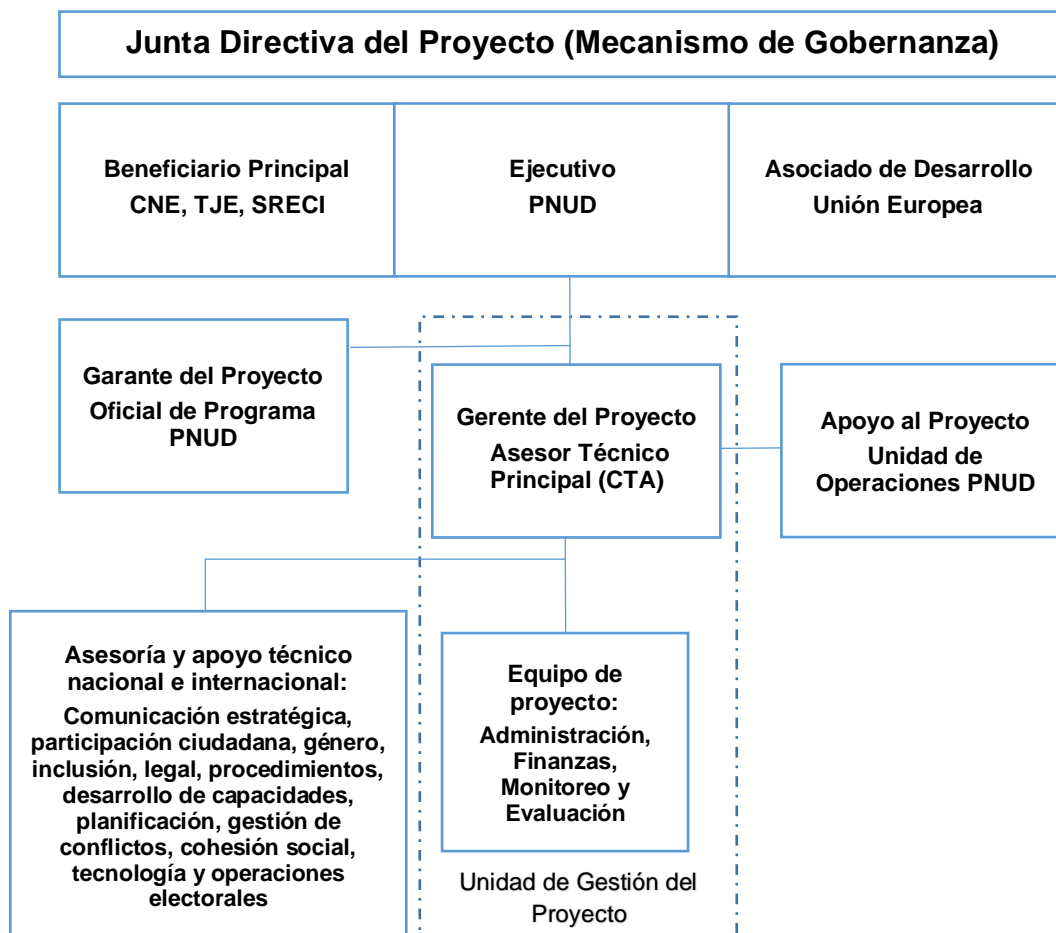 Junta Directiva del Proyecto (Mecanismo de Gobernanza)
Beneficiario Principal
CNE, TJE, SRECI
Ejecutivo
PNUD
Asociado de Desarrollo
Unión Europea
Garante del Proyecto
Oficial de Programa
PNUD
Gerente del Proyecto
Asesor Técnico
Principal (CTA)
Apoyo al Proyecto
Unidad de
Operaciones PNUD
Asesoría y apoyo técnico
nacional e internacional:
Comunicación estratégica,
participación ciudadana, género,
inclusión, legal, procedimientos,
desarrollo de capacidades,
planificación, gestión de
conflictos, cohesión social,
tecnología y operaciones
electorales
Equipo de
proyecto:
Administración,
Finanzas,
Monitoreo y
Evaluación
Unidad de Gestión del
Proyecto